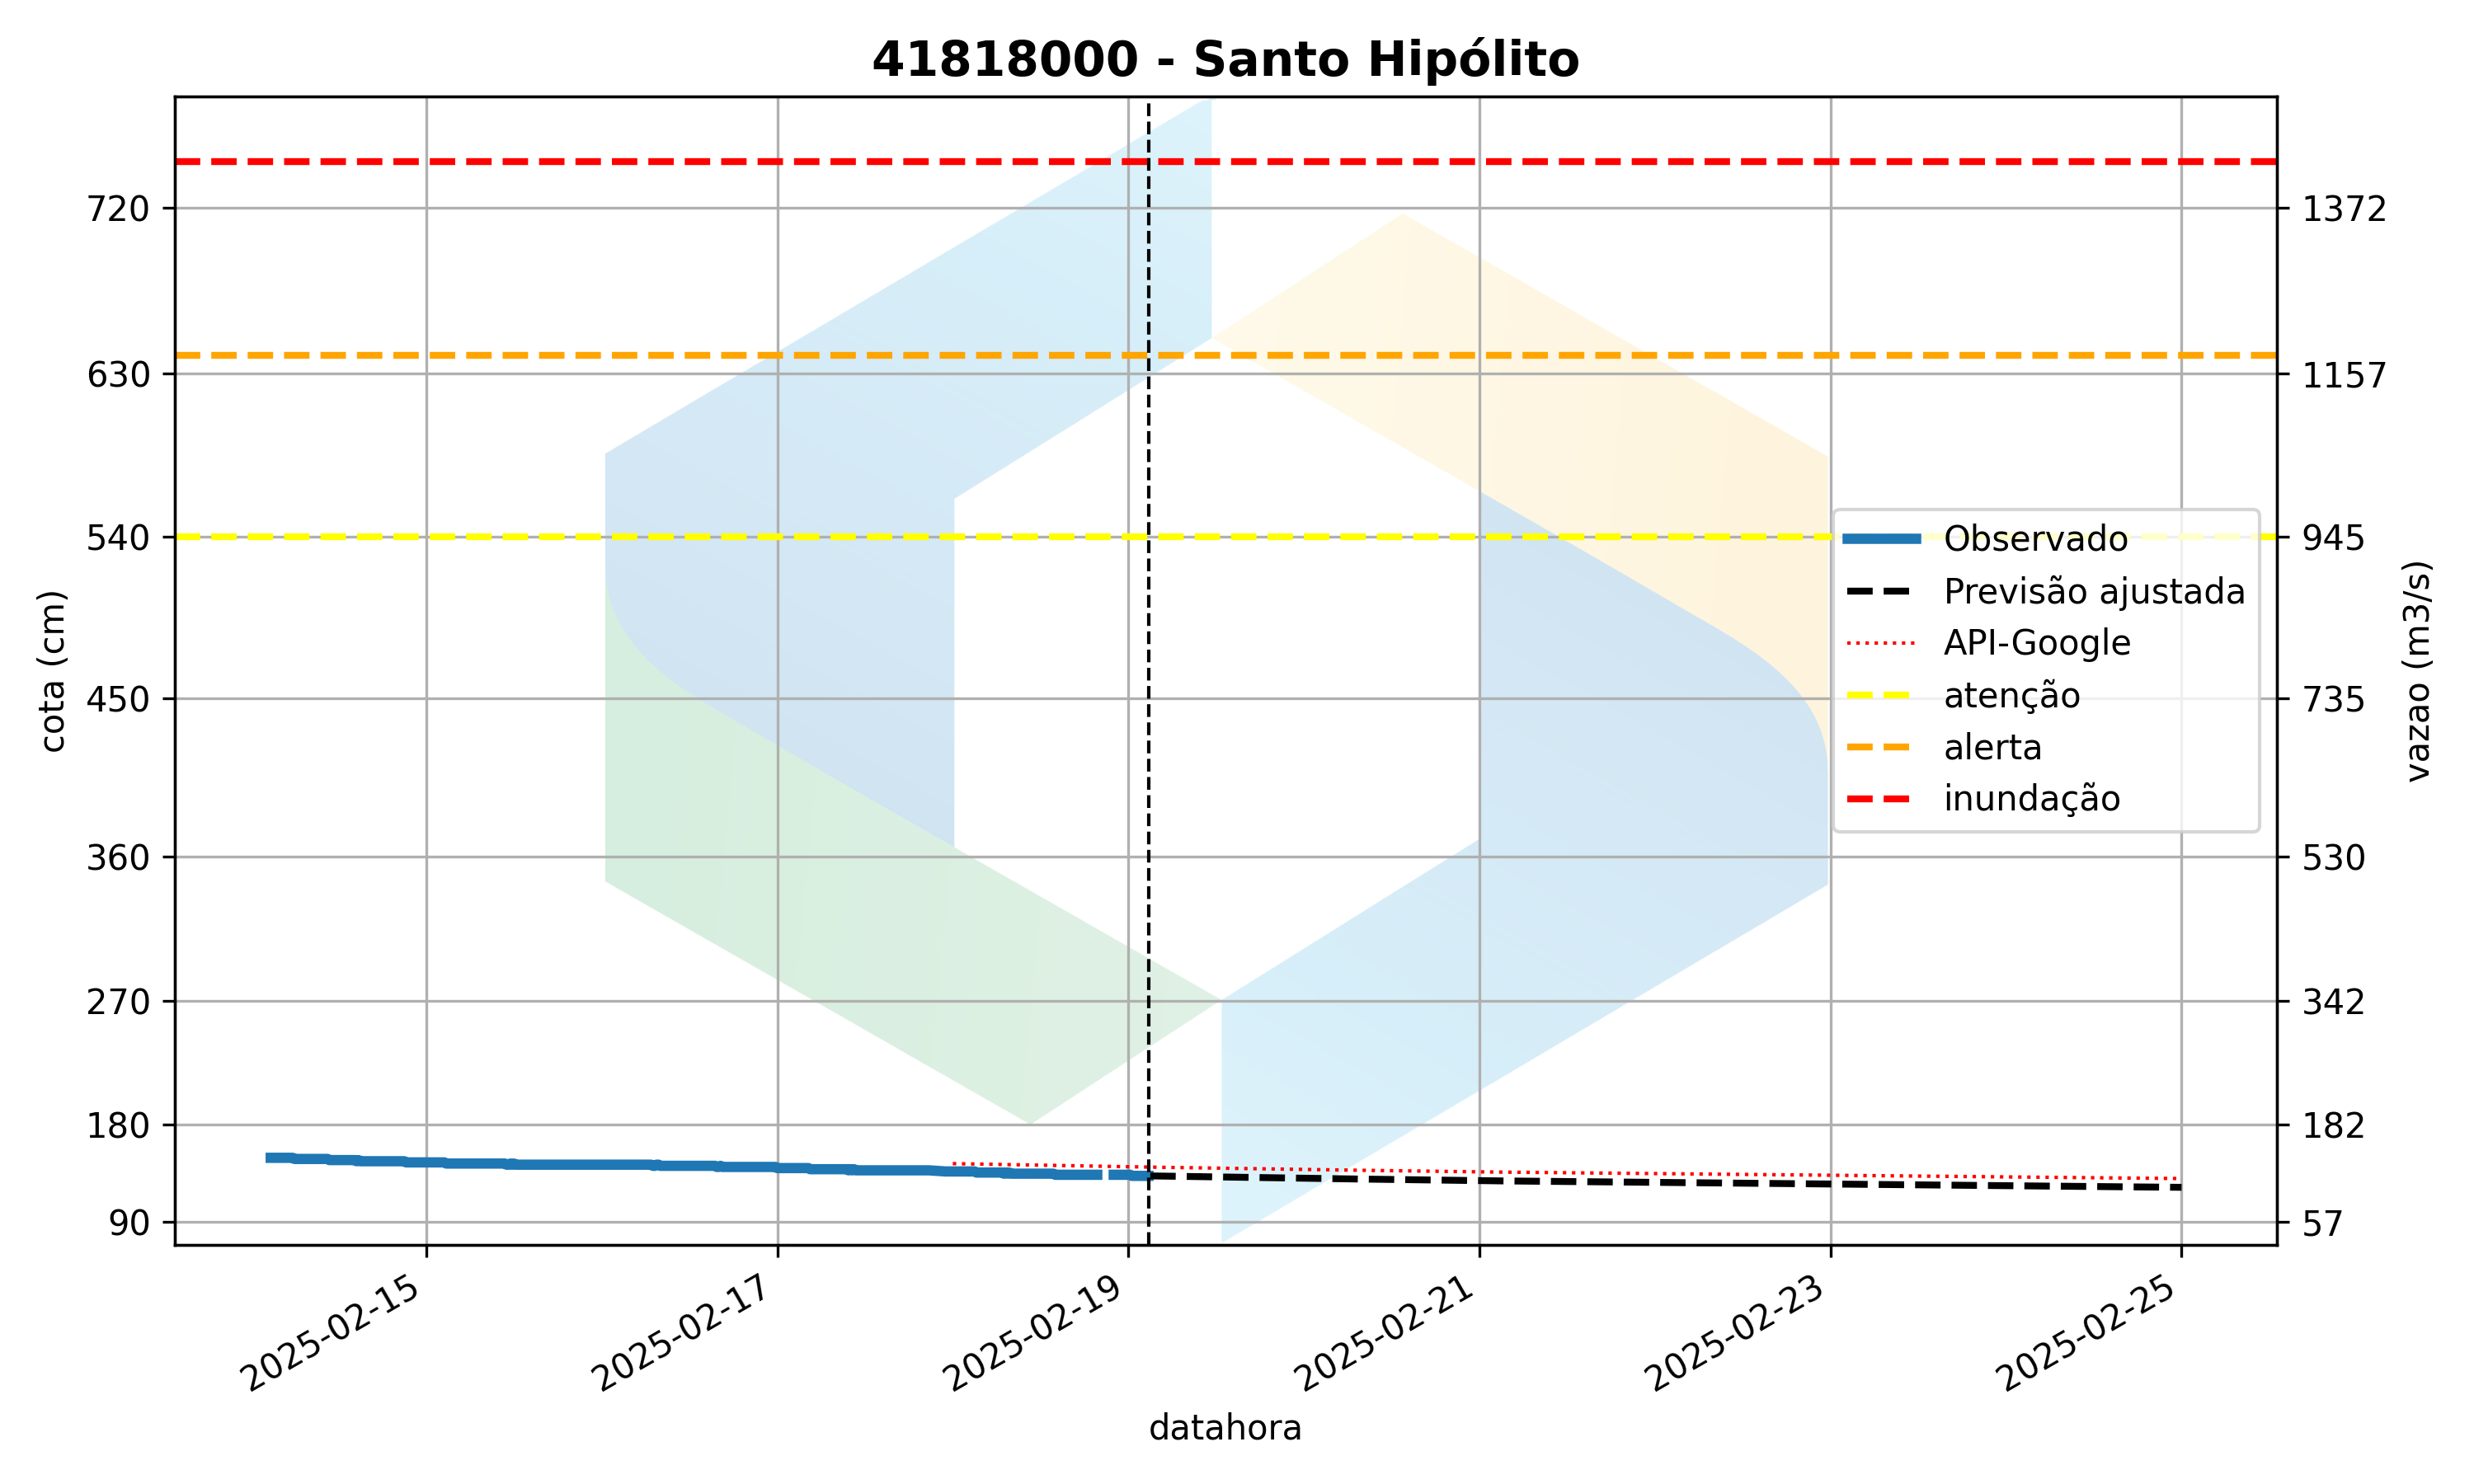 41818000 - Santo Hipólito
720
630
540
450
360
270
180
90
cota (cm)
1372
1157
945
735
530
342
182
57
vazao (m3/s)
Observado
Previsão ajustada
API-Google
atenção
alerta
inundação
2025-02-15
2025-02-17
2025-02-19
2025-02-21
2025-02-23
2025-02-25
datahora